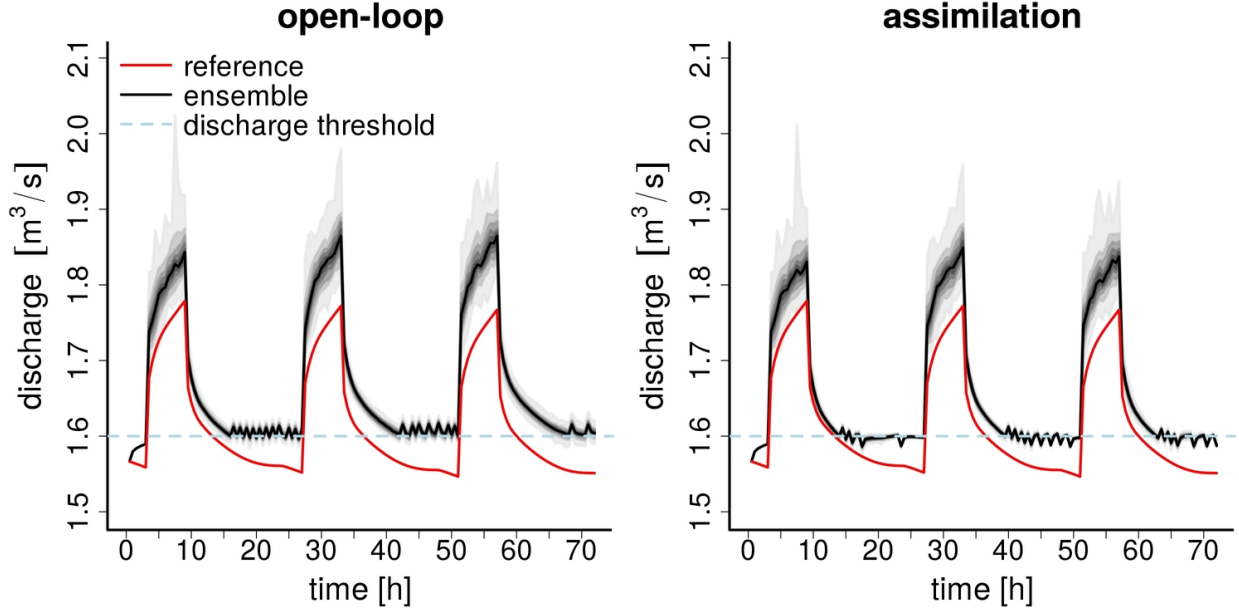 open-loop
reference
ensemble
discharge threshold
discharge [m³/s]
2.1
2.0
1.9
1.8
1.7
1.6
1.5
0 10 20 30 40 50 60 70
time [h]
assimilation
discharge [m³/s]
2.1
2.0
1.9
1.8
1.7
1.6
1.5
0 10 20 30 40 50 60 70
time [h]